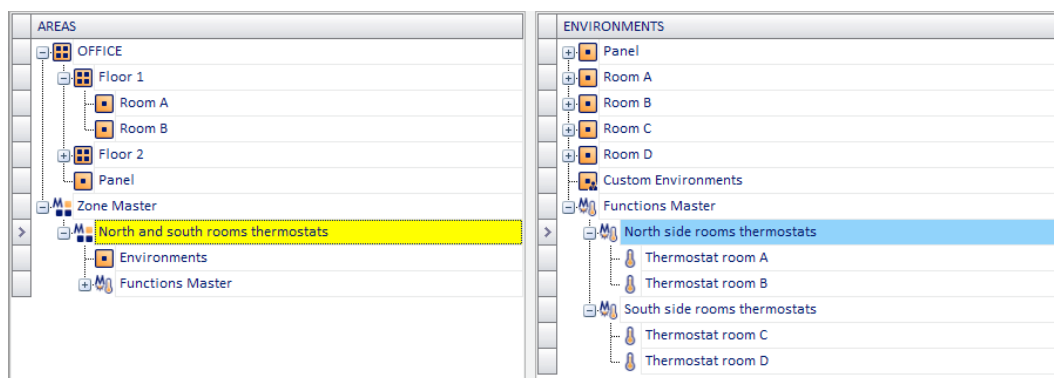 AREAS
OFFICE
Floor 1
Room A
Room B
Floor 2
Panel
Zone Master
North and south rooms thermostats
Environments
Functions Master
ENVIRONMENTS
Panel
Room A
Room B
Room C
Room D
Custom Environments
Functions Master
North side rooms thermostats
Thermostat room A
Thermostat room B
South side rooms thermostats
Thermostat room C
Thermostat room D